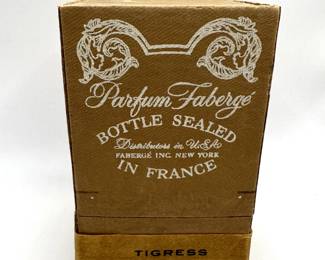 Parfum Fabergé
BOTTLE SEALED
Distributors in U.S.A.
FABERGÉ INC. NEW YORK
IN FRANCE
TIGRESS